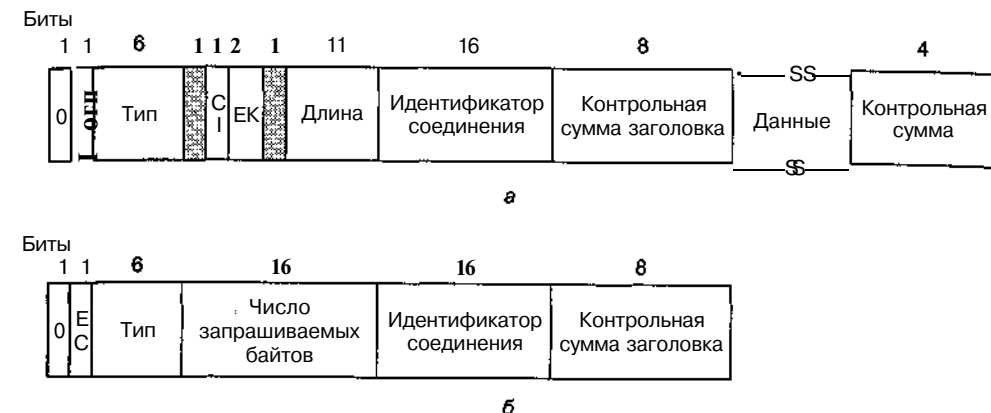 Биты
1 1 6 1 1 2 1 11 16 8 4
0 Тип С I ЕК Длина Идентификатор соединения Контрольная сумма заголовка Данные Контрольная сумма
SS
SS
а
Биты
1 1 6 16 16 8
0 Е С Тип Число запрашиваемых байтов Идентификатор соединения Контрольная сумма заголовка
б